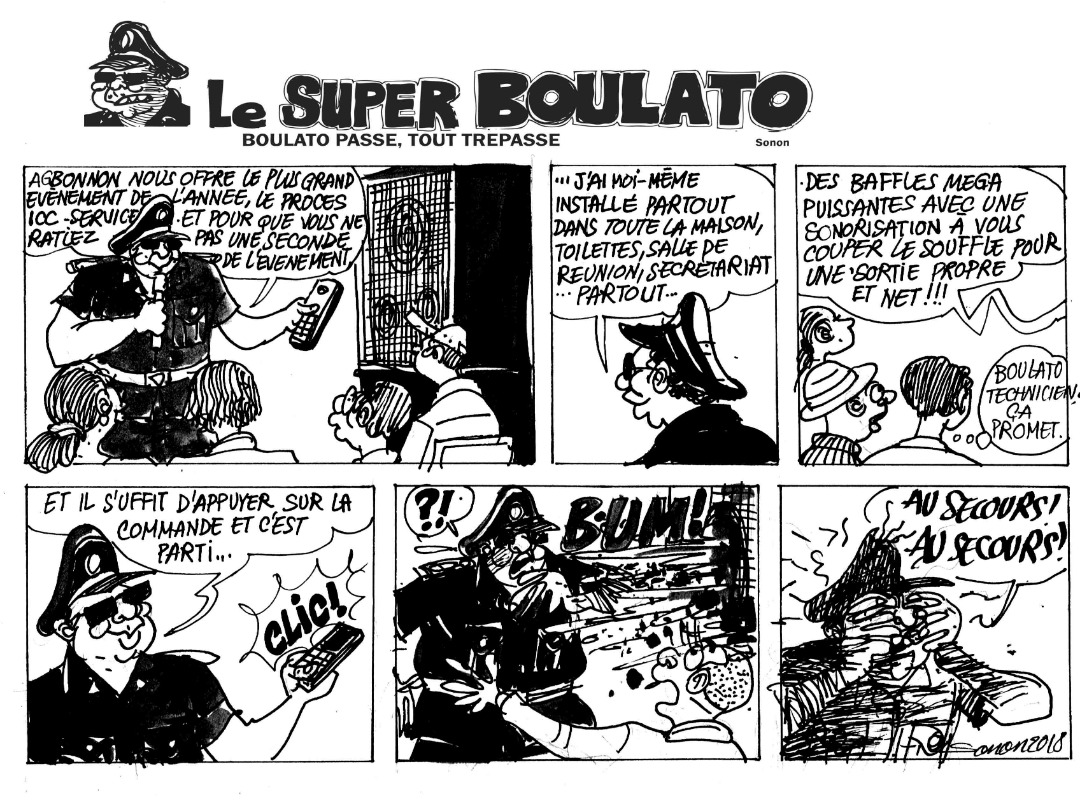 Le SUPER BOULATO
BOULATO PASSE, TOUT TREPASSE
Sonon
AGBONNON NOUS OFFRE LE PLUS GRAND
EVENEMENT DE L'ANNÉE, LE PROCES
ICC-SERVICE ET POUR QUE VOUS NE
RATIEZ PAS UNE SECONDE
DE L'EVENEMENT
... J'AI MOI-MÊME
INSTALLÉ PARTOUT
DANS TOUTE LA MAISON,
TOILETTES, SALLE DE
REUNION, SECRETARIAT
... PARTOUT...
DES BAFFLES MEGA
PUISSANTES AVEC UNE
SONORISATION À VOUS
COUPER LE SOUFFLE POUR
UNE SORTIE PROPRE
ET NET!!!
BOULATO
TECHNICIEN,
ÇA
PROMET.
ET IL S'UFFIT D'APPUYER SUR LA
COMMANDE ET C'EST
PARTI...
CLIC!
?!
BOUM!
AU SECOURS!
AU SECOURS!
Sonon 2018